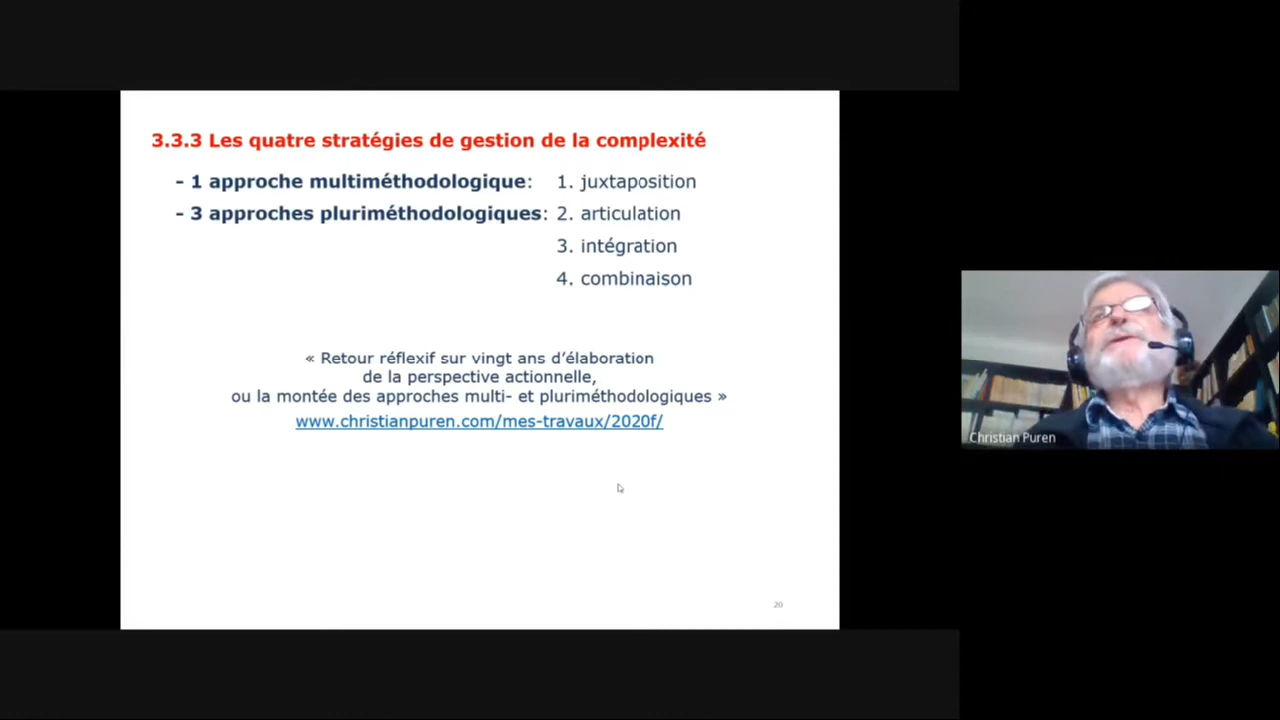 3.3.3 Les quatre stratégies de gestion de la complexité
- 1 approche multiméthodologique: 1. juxtaposition
- 3 approches pluriméthodologiques: 2. articulation
3. intégration
4. combinaison
« Retour réflexif sur vingt ans d’élaboration
de la perspective actionnelle,
ou la montée des approches multi- et pluriméthodologiques »
www.christianpuren.com/mes-travaux/2020f/
20
Christian Puren